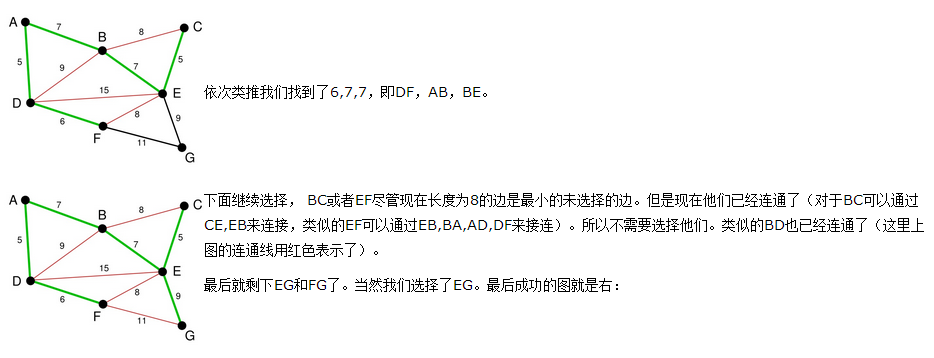 A
7
B
8
C
5
9
7
5
15
D
E
6
8
9
F
11
G
依次类推我们找到了6,7,7，即DF，AB，BE。
A
7
B
8
C
5
9
7
5
15
D
E
6
8
9
F
11
G
下面继续选择， BC或者EF尽管现在长度为8的边是最小的未选择的边。但是现在他们已经连通了（对于BC可以通过
CE,EB来连接，类似的EF可以通过EB,BA,AD,DF来接连）。所以不需要选择他们。类似的BD也已经连通了（这里上
图的连通线用红色表示了）。
最后就剩下EG和FG了。当然我们选择了EG。最后成功的图就是右：